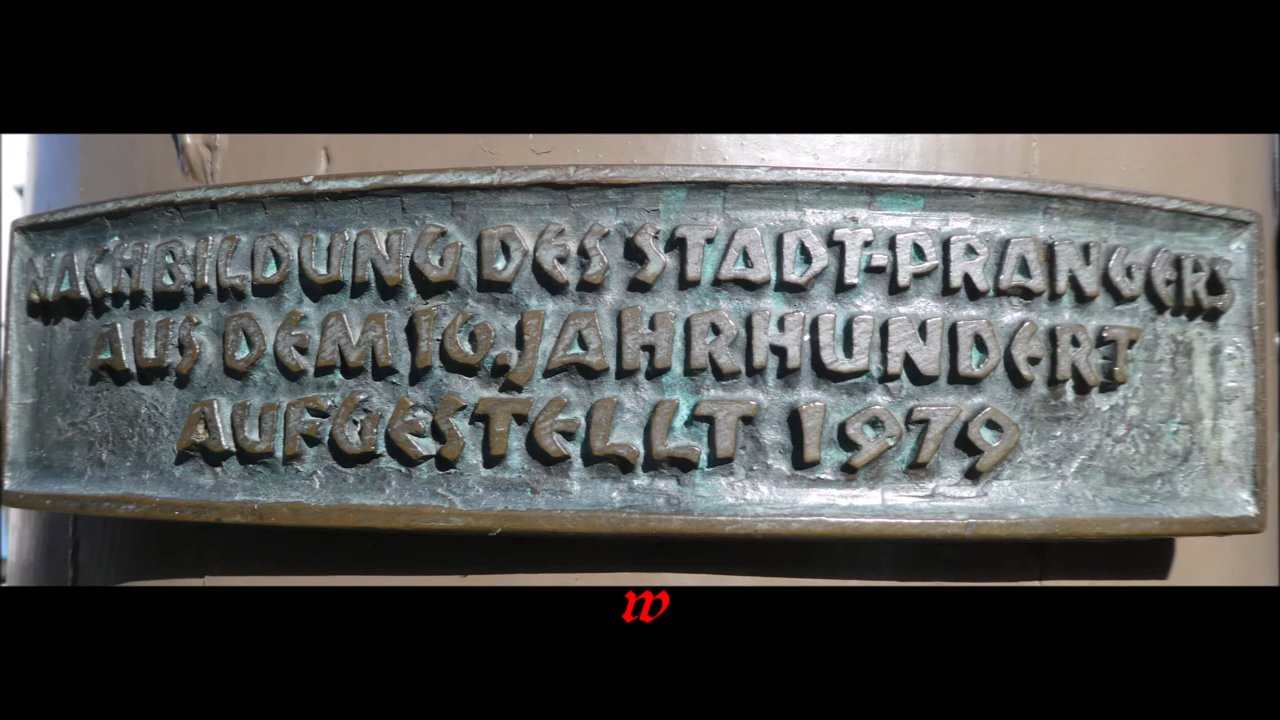 NACHBILDUNG DES STADT-PRANGERS
AUS DEM 16. JAHRHUNDERT
AUFGESTELLT 1979
w